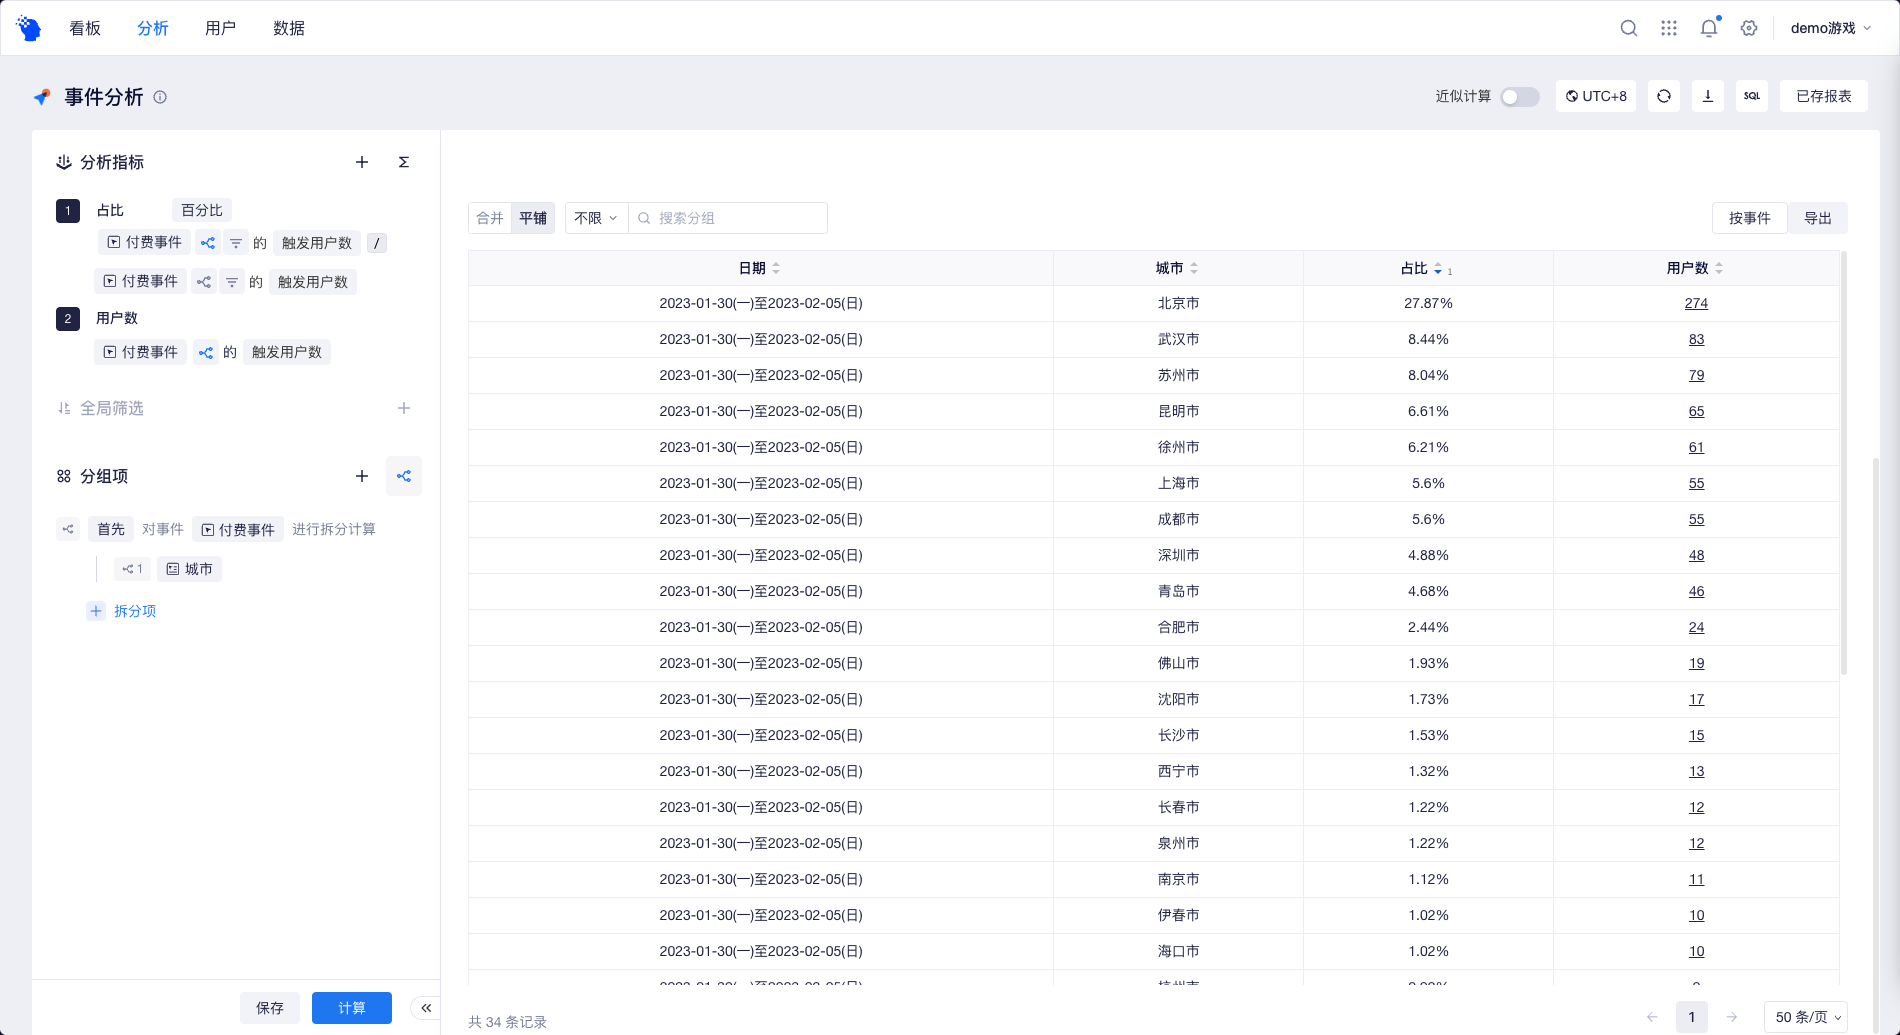 看板 分析 用户 数据 demo游戏
事件分析 近似计算 UTC+8 SQL 已存报表
分析指标
1 占比 百分比
付费事件 的 触发用户数 /
付费事件 的 触发用户数
2 用户数
付费事件 的 触发用户数
全局筛选
分组项
首先 对事件 付费事件 进行拆分计算
1 城市
拆分项
保存 计算
合并 平铺 不限 搜索分组 按事件 导出
日期 城市 占比 1 用户数
2023-01-30(一)至2023-02-05(日) 北京市 27.87% 274
2023-01-30(一)至2023-02-05(日) 武汉市 8.44% 83
2023-01-30(一)至2023-02-05(日) 苏州市 8.04% 79
2023-01-30(一)至2023-02-05(日) 昆明市 6.61% 65
2023-01-30(一)至2023-02-05(日) 徐州市 6.21% 61
2023-01-30(一)至2023-02-05(日) 上海市 5.6% 55
2023-01-30(一)至2023-02-05(日) 成都市 5.6% 55
2023-01-30(一)至2023-02-05(日) 深圳市 4.88% 48
2023-01-30(一)至2023-02-05(日) 青岛市 4.68% 46
2023-01-30(一)至2023-02-05(日) 合肥市 2.44% 24
2023-01-30(一)至2023-02-05(日) 佛山市 1.93% 19
2023-01-30(一)至2023-02-05(日) 沈阳市 1.73% 17
2023-01-30(一)至2023-02-05(日) 长沙市 1.53% 15
2023-01-30(一)至2023-02-05(日) 西宁市 1.32% 13
2023-01-30(一)至2023-02-05(日) 长春市 1.22% 12
2023-01-30(一)至2023-02-05(日) 泉州市 1.22% 12
2023-01-30(一)至2023-02-05(日) 南京市 1.12% 11
2023-01-30(一)至2023-02-05(日) 伊春市 1.02% 10
2023-01-30(一)至2023-02-05(日) 海口市 1.02% 10
共 34 条记录 1 50 条/页